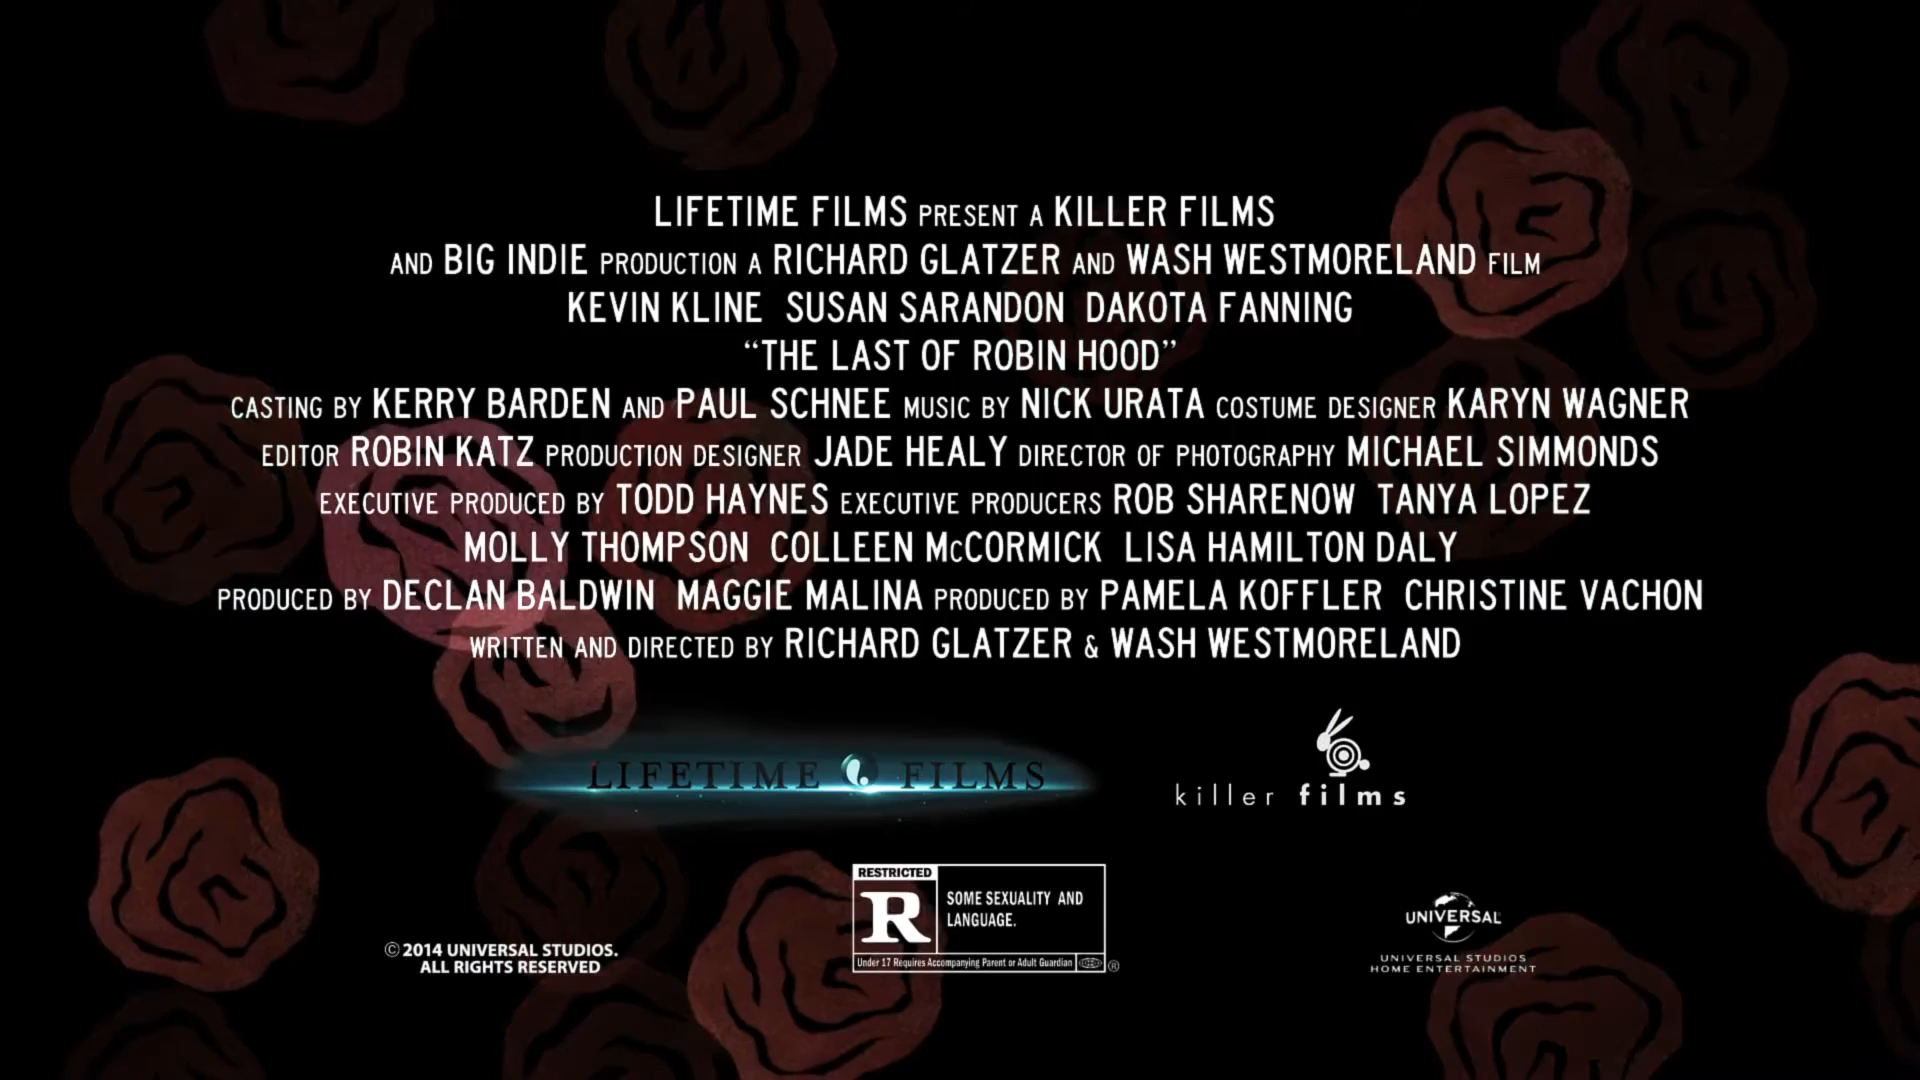 LIFETIME FILMS PRESENT A KILLER FILMS
AND BIG INDIE PRODUCTION A RICHARD GLATZER AND WASH WESTMORELAND FILM
KEVIN KLINE SUSAN SARANDON DAKOTA FANNING
“THE LAST OF ROBIN HOOD”
CASTING BY KERRY BARDEN AND PAUL SCHNEE MUSIC BY NICK URATA COSTUME DESIGNER KARYN WAGNER
EDITOR ROBIN KATZ PRODUCTION DESIGNER JADE HEALY DIRECTOR OF PHOTOGRAPHY MICHAEL SIMMONDS
EXECUTIVE PRODUCED BY TODD HAYNES EXECUTIVE PRODUCERS ROB SHARENOW TANYA LOPEZ
MOLLY THOMPSON COLLEEN McCORMICK LISA HAMILTON DALY
PRODUCED BY DECLAN BALDWIN MAGGIE MALINA PRODUCED BY PAMELA KOFFLER CHRISTINE VACHON
WRITTEN AND DIRECTED BY RICHARD GLATZER & WASH WESTMORELAND
LIFETIME FILMS
killer films
© 2014 UNIVERSAL STUDIOS.
ALL RIGHTS RESERVED
RESTRICTED
R
SOME SEXUALITY AND
LANGUAGE.
Under 17 Requires Accompanying Parent or Adult Guardian
®
UNIVERSAL
UNIVERSAL STUDIOS
HOME ENTERTAINMENT